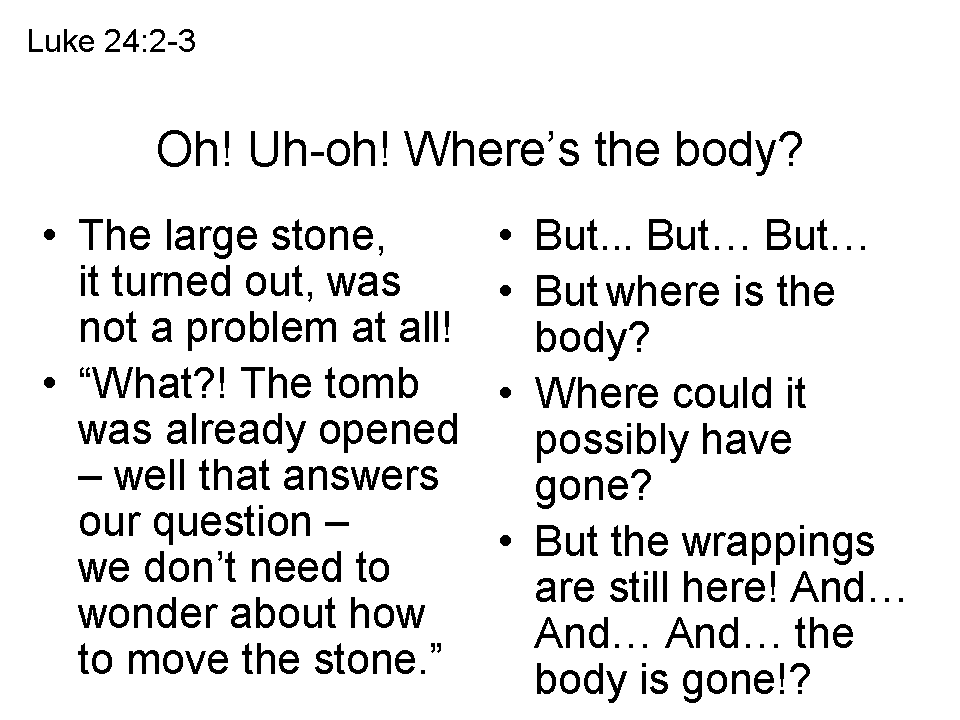 Luke 24:2-3
Oh! Uh-oh! Where’s the body?
• The large stone,
it turned out, was
not a problem at all!
• “What?! The tomb
was already opened
– well that answers
our question –
we don’t need to
wonder about how
to move the stone.”
• But... But… But…
• But where is the
body?
• Where could it
possibly have
gone?
• But the wrappings
are still here! And…
And… And… the
body is gone!?